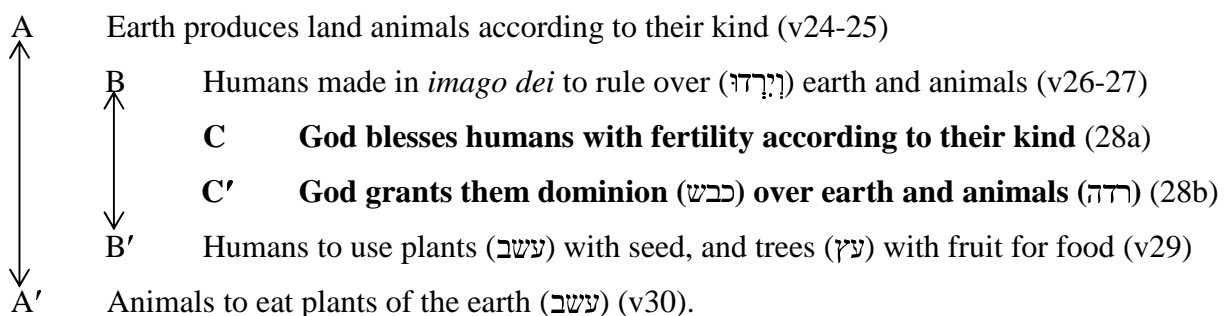 A Earth produces land animals according to their kind (v24-25)
B Humans made in imago dei to rule over (וְיִרְדּוּ) earth and animals (v26-27)
C God blesses humans with fertility according to their kind (28a)
C′ God grants them dominion (כבש) over earth and animals (רדה) (28b)
B′ Humans to use plants (עשב) with seed, and trees (עץ) with fruit for food (v29)
A′ Animals to eat plants of the earth (עשב) (v30).